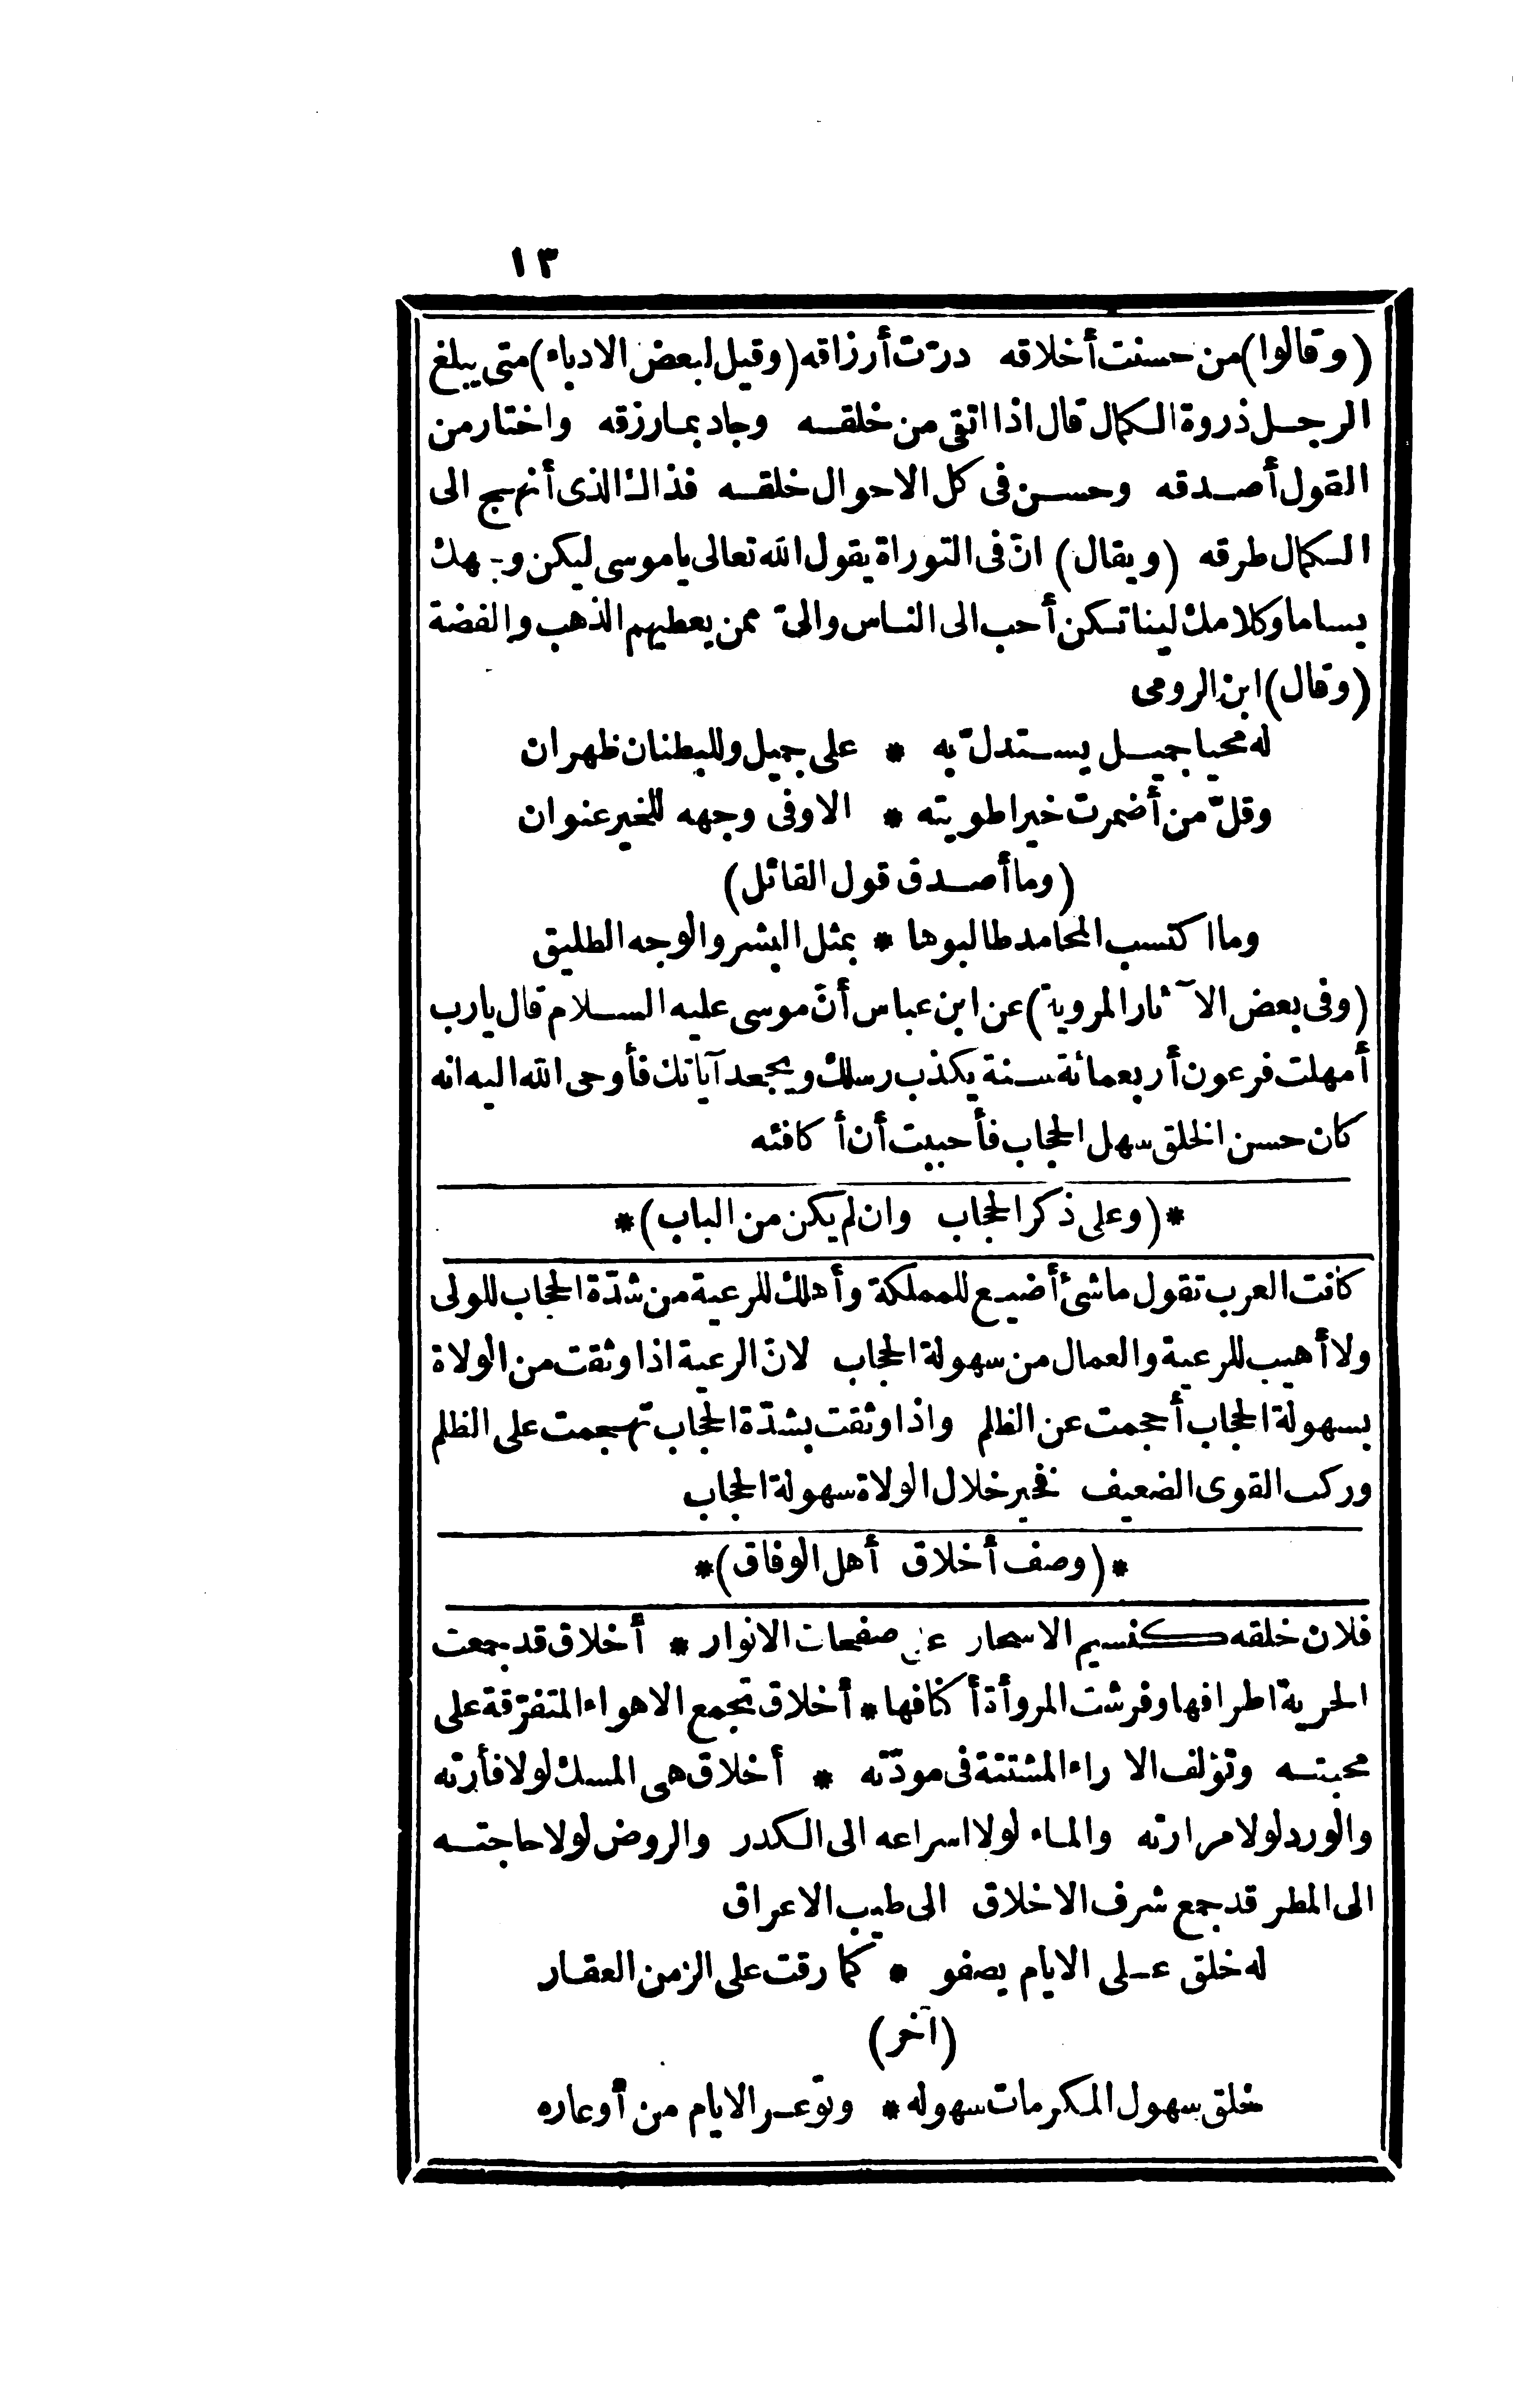 ١٣
(وقالوا) من حسنت أخلاقه درّت أرزاقه (وقيل لبعض الادباء) متى يبلغ
الرجل ذروة الكمال قال اذا اتقى من خلقه وجاد بما رزقه واختار من
القول أصدقه وحسن فى كل الاحوال خلقه فذاك الذى أنهج الى
الكمال طرقه (ويقال) انّ فى التوراة يقول الله تعالى ياموسى ليكن وجهك
بساما وكلامك لينا تكن أحب الى الناس والىّ ممن يعطيهم الذهب والفضة
(وقال) ابن الرومى
له محيا جميل يستدلّ به * على جميل وللبطنان ظهران
وقلّ من أضمرت خيرا طويته * الا وفى وجهه للخير عنوان
(وما أصدق قول القائل)
وما اكتسب المحامد طالبوها * بمثل البشر والوجه الطليق
(وفى بعض الآثار المروية) عن ابن عباس أنّ موسى عليه السلام قال يارب
أمهلت فرعون أربعمائة سنة يكذب رسلك ويجحد آياتك فأوحى الله اليه انه
كان حسن الخلق سهل الحجاب فأحببت أن أكافئه
*(وعلى ذكر الحجاب وان لم يكن من الباب)*
كانت العرب تقول ماشئ أضيع للمملكة وأهلك للرعية من شدّة الحجاب للولى
ولا أهيب للرعية والعمال من سهولة الحجاب لانّ الرعية اذا وثقت من الولاة
بسهولة الحجاب أحجمت عن الظلم واذا وثقت بشدّة الحجاب تهجمت على الظلم
وركب القوى الضعيف فخير خلال الولاة سهولة الحجاب
*(وصف أخلاق أهل الوفاق)*
فلان خلقه كنسيم الاسحار على صفحات الانوار * أخلاق قد جمعت
الحرية اطرافها وفرشت المروأة أكنافها * أخلاق تجمع الاهواء المتفرّقة على
محبته وتؤلف الاراء المشتتة فى مودّته * أخلاق هى المسك لولا فأرته
والورد لولا مرارته والماء لولا اسراعه الى الكدر والروض لولا حاجته
الى المطر قد جمع شرف الاخلاق الى طيب الاعراق
له خلق على الايام يصفو * كما رقت على الزمن العقار
(آخر)
خلق سهول المكرمات سهوله * وتوعر الايام من أوعاره